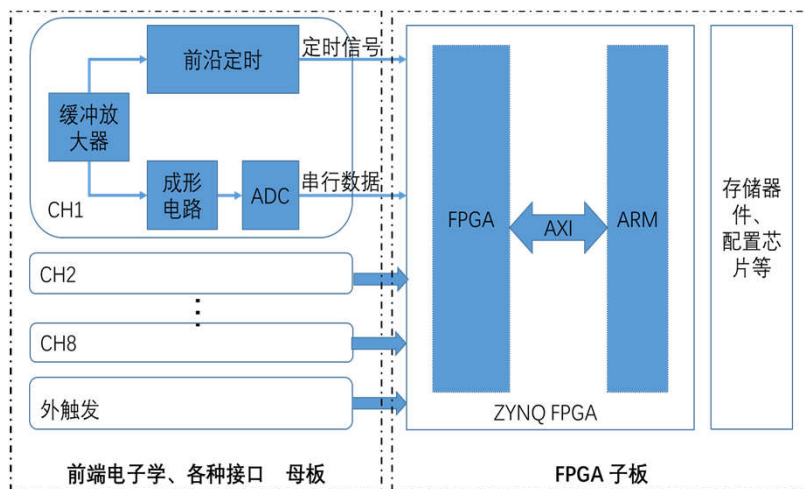 前沿定时
定时信号
缓冲放
大器
成形
电路
ADC
串行数据
CH1
CH2
⋮
CH8
外触发
前端电子学、各种接口 母板
FPGA
AXI
ARM
ZYNQ FPGA
存储器
件、
配置芯
片等
FPGA 子板